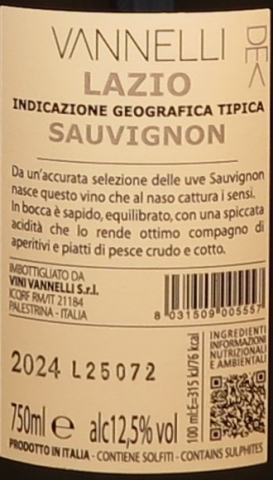 VANNELLI
DEA
LAZIO
INDICAZIONE GEOGRAFICA TIPICA
SAUVIGNON
Da un'accurata selezione delle uve Sauvignon
nasce questo vino che al naso cattura i sensi.
In bocca è sapido, equilibrato, con una spiccata
acidità che lo rende ottimo compagno di
aperitivi e piatti di pesce crudo e cotto.
IMBOTTIGLIATO DA
VINI VANNELLI S.r.l.
ICQRF RM/IT 21184
PALESTRINA - ITALIA
8 031509 005557
2024 L25072
100 ml:E=315 kJ/76 kcal
INGREDIENTI
INFORMAZIONI
NUTRIZIONALI
E AMBIENTALI
750ml e alc12,5% vol
PRODOTTO IN ITALIA - CONTIENE SOLFITI - CONTAINS SULPHITES